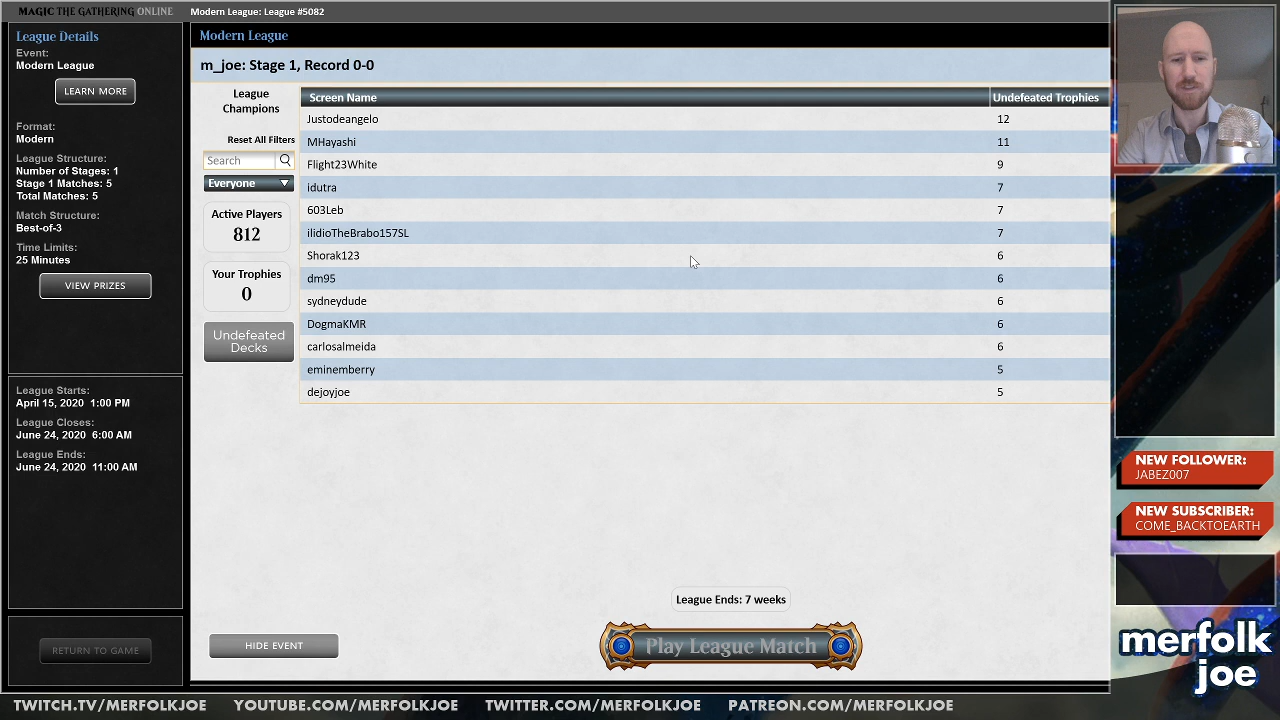 MAGIC THE GATHERING ONLINE
Modern League: League #5082
League Details
Event:
Modern League
LEARN MORE
Format:
Modern
League Structure:
Number of Stages: 1
Stage 1 Matches: 5
Total Matches: 5
Match Structure:
Best-of-3
Time Limits:
25 Minutes
VIEW PRIZES
League Starts:
April 15, 2020 1:00 PM
League Closes:
June 24, 2020 6:00 AM
League Ends:
June 24, 2020 11:00 AM
RETURN TO GAME
Modern League
m_joe: Stage 1, Record 0-0
League
Champions
Reset All Filters
Search
Everyone
Active Players
812
Your Trophies
0
Undefeated
Decks
Screen Name Undefeated Trophies
Justodeangelo 12
MHayashi 11
Flight23White 9
idutra 7
603Leb 7
ilidioTheBrabo157SL 7
Shorak123 6
dm95 6
sydneydude 6
DogmaKMR 6
carlosalmeida 6
eminemberry 5
dejoyjoe 5
League Ends: 7 weeks
HIDE EVENT
Play League Match
NEW FOLLOWER:
JABEZ007
NEW SUBSCRIBER:
COME_BACKTOEARTH
merfolk
joe
TWITCH.TV/MERFOLKJOE YOUTUBE.COM/MERFOLKJOE TWITTER.COM/MERFOLKJOE PATREON.COM/MERFOLKJOE